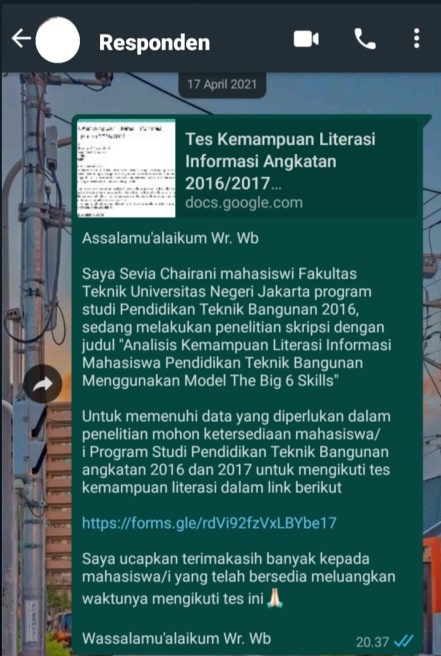 Responden
17 April 2021
Tes Kemampuan Literasi
Informasi Angkatan
2016/2017...
docs.google.com
Assalamu'alaikum Wr. Wb
Saya Sevia Chairani mahasiswi Fakultas
Teknik Universitas Negeri Jakarta program
studi Pendidikan Teknik Bangunan 2016,
sedang melakukan penelitian skripsi dengan
judul "Analisis Kemampuan Literasi Informasi
Mahasiswa Pendidikan Teknik Bangunan
Menggunakan Model The Big 6 Skills"
Untuk memenuhi data yang diperlukan dalam
penelitian mohon ketersediaan mahasiswa/
i Program Studi Pendidikan Teknik Bangunan
angkatan 2016 dan 2017 untuk mengikuti tes
kemampuan literasi dalam link berikut
https://forms.gle/rdVi92fzVxLBYbe17
Saya ucapkan terimakasih banyak kepada
mahasiswa/i yang telah bersedia meluangkan
waktunya mengikuti tes ini🙏🏻
Wassalamu'alaikum Wr. Wb
20.37